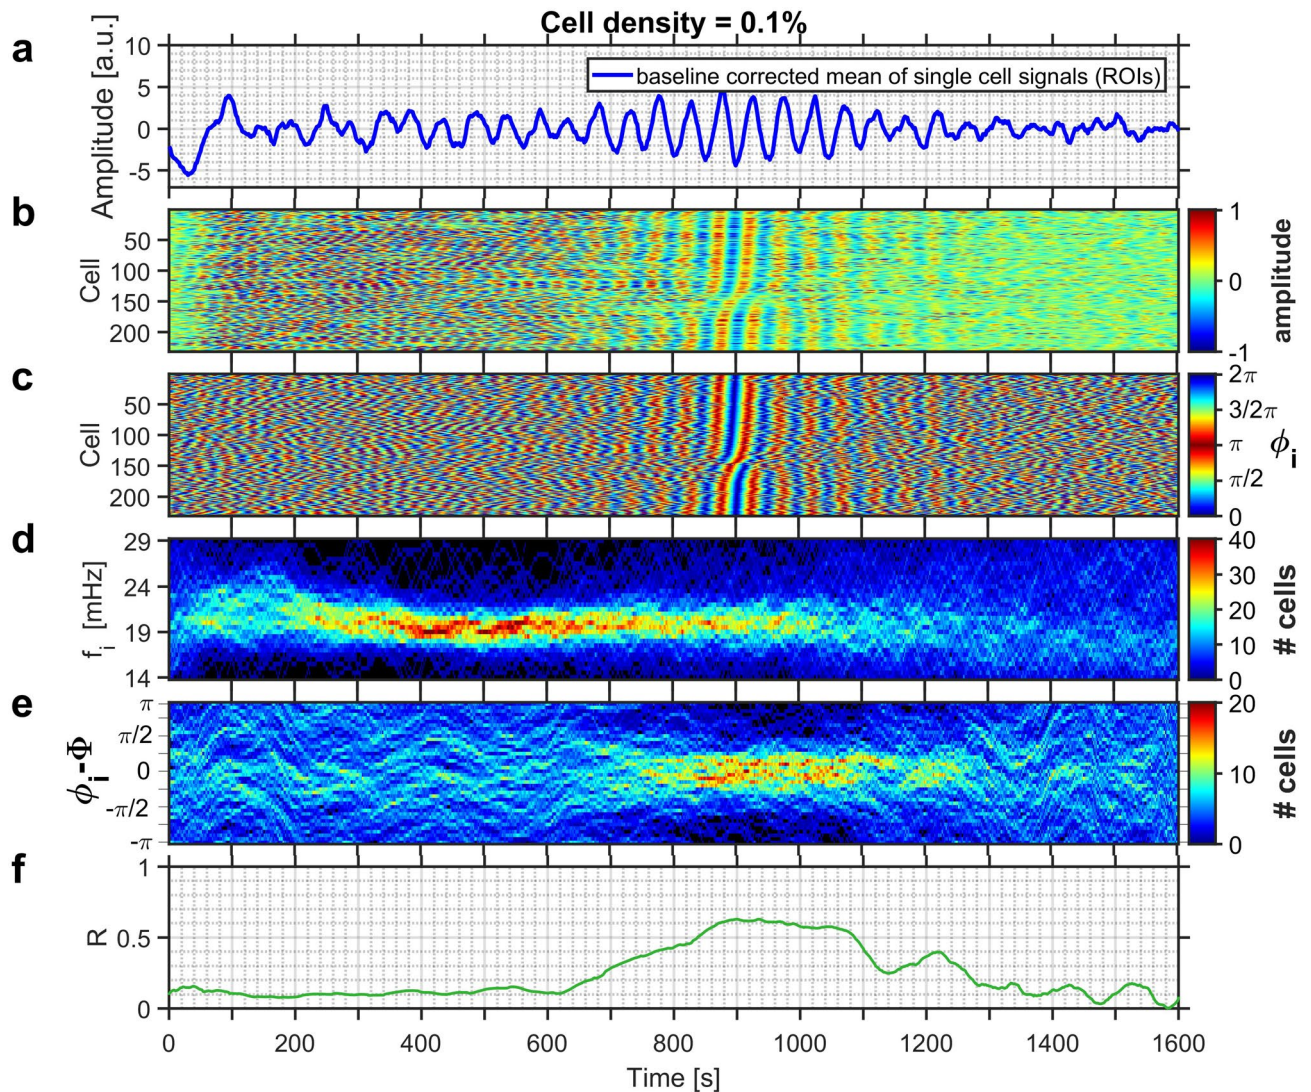 Cell density = 0.1%
a
Amplitude [a.u.]
10
5
0
-5
baseline corrected mean of single cell signals (ROIs)
b
Cell
50
100
150
200
1
0
-1
amplitude
c
Cell
50
100
150
200
2π
3/2π
π
π/2
0
ϕi
d
fi [mHz]
29
24
19
14
40
30
20
10
0
# cells
e
ϕi-Φ
π
π/2
0
-π/2
-π
20
10
0
# cells
f
R
1
0.5
0
0 200 400 600 800 1000 1200 1400 1600
Time [s]